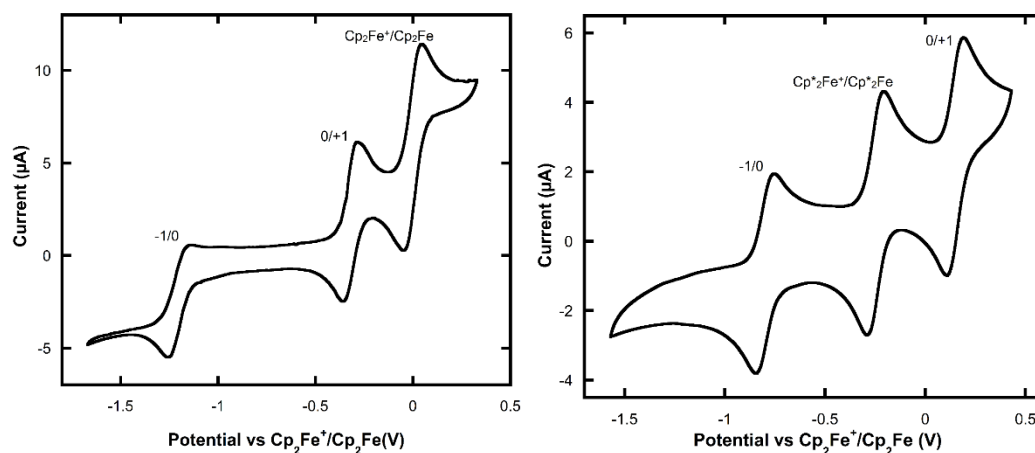 Cp₂Fe⁺/Cp₂Fe
0/+1
-1/0
10
5
0
-5
-1.5 -1 -0.5 0 0.5
Current (µA)
Potential vs Cp₂Fe⁺/Cp₂Fe(V)
0/+1
Cp*₂Fe⁺/Cp*₂Fe
-1/0
6
4
2
0
-2
-4
-1.5 -1 -0.5 0 0.5
Current (µA)
Potential vs Cp₂Fe⁺/Cp₂Fe (V)